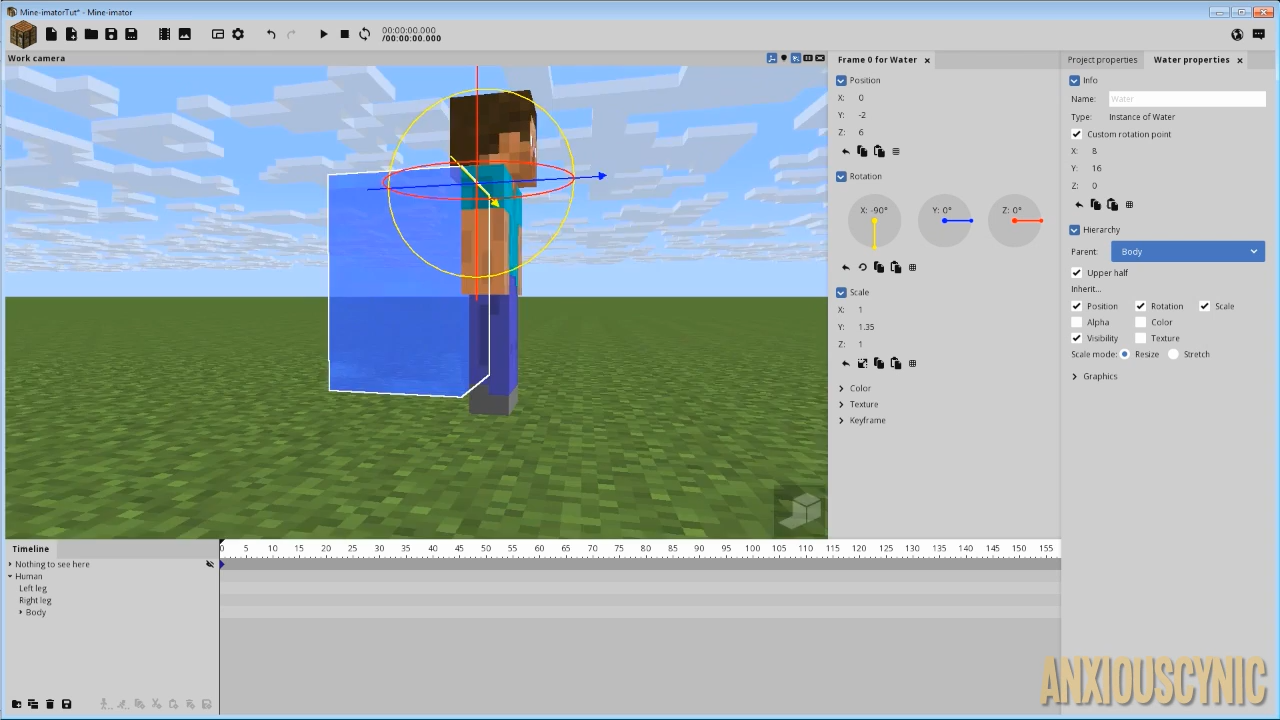 Mine-imatorTut* - Mine-imator
00:00:00.000
/00:00:00.000
Work camera
Frame 0 for Water
Position
X: 0
Y: -2
Z: 6
Rotation
X: -90° Y: 0° Z: 0°
Scale
X: 1
Y: 1.35
Z: 1
Color
Texture
Keyframe
Project properties Water properties
Info
Name: Water
Type: Instance of Water
Custom rotation point
X: 8
Y: 16
Z: 0
Hierarchy
Parent: Body
Upper half
Inherit...
Position Rotation Scale
Alpha Color
Visibility Texture
Scale mode: Resize Stretch
Graphics
Timeline
0 5 10 15 20 25 30 35 40 45 50 55 60 65 70 75 80 85 90 95 100 105 110 115 120 125 130 135 140 145 150 155
Nothing to see here
Human
Left leg
Right leg
Body
ANXIOUSCYNIC